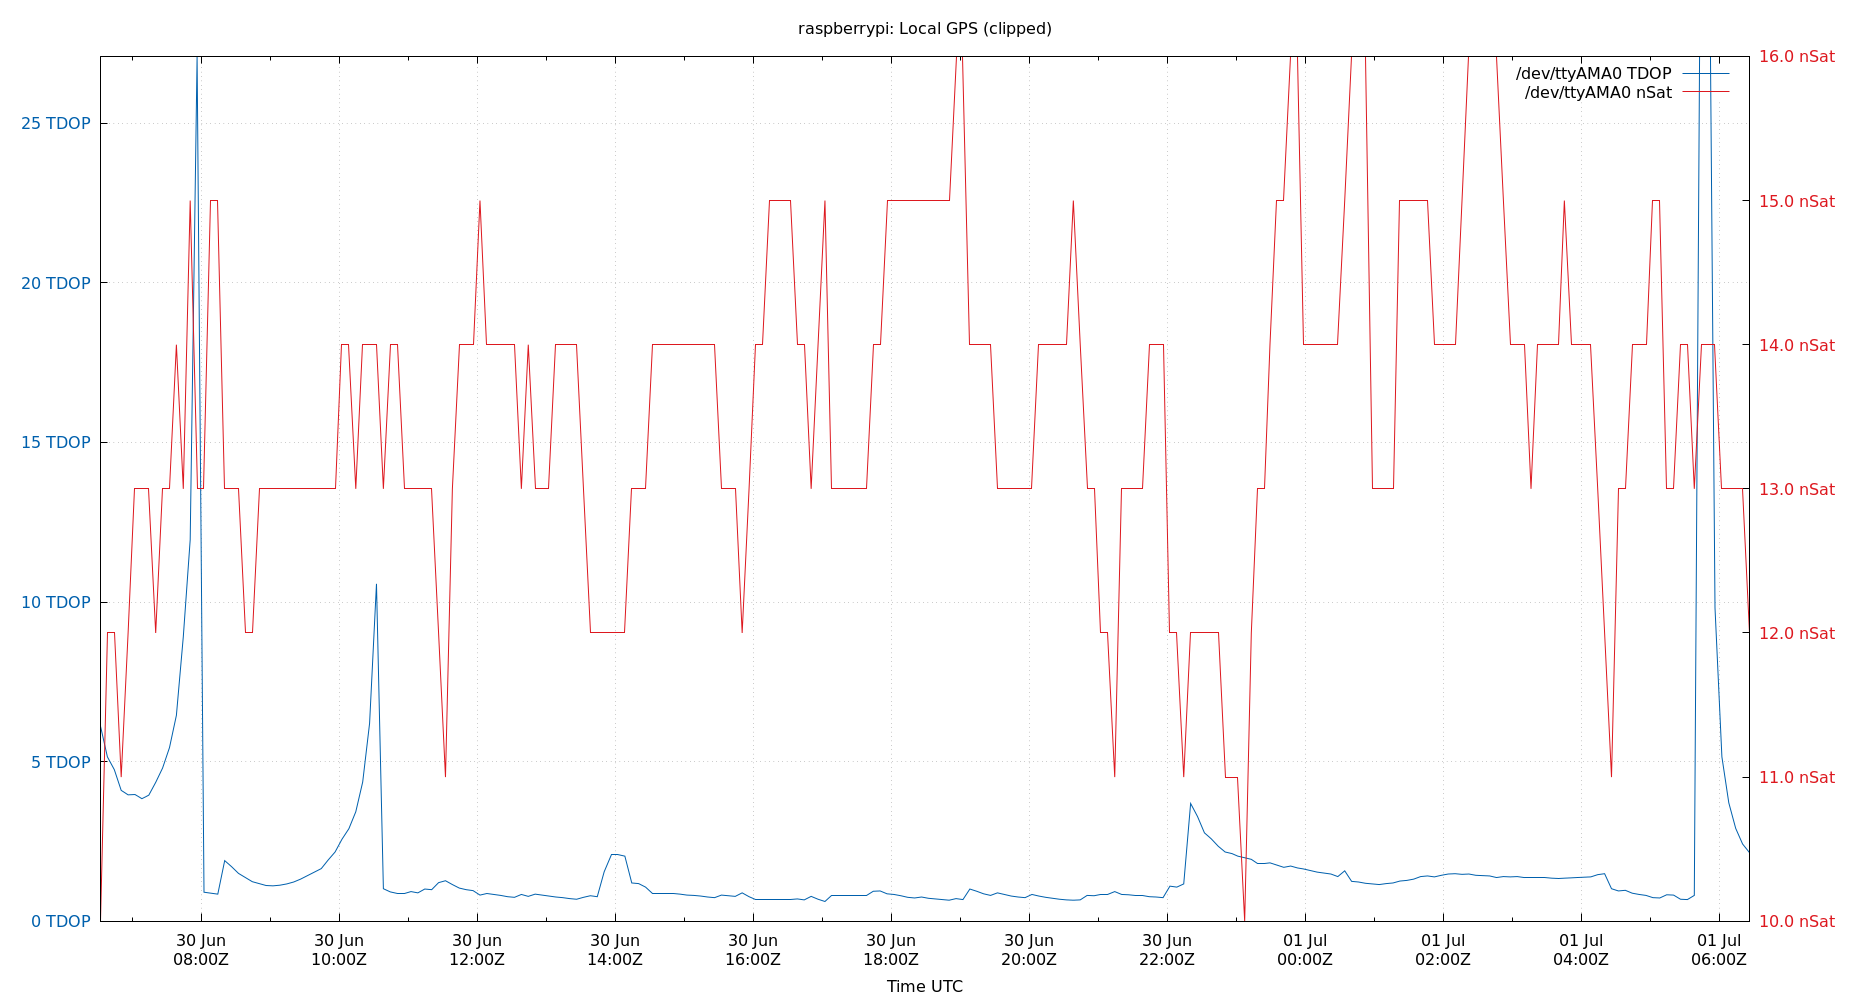 raspberrypi: Local GPS (clipped)
/dev/ttyAMA0 TDOP
/dev/ttyAMA0 nSat
25 TDOP
20 TDOP
15 TDOP
10 TDOP
5 TDOP
0 TDOP
16.0 nSat
15.0 nSat
14.0 nSat
13.0 nSat
12.0 nSat
11.0 nSat
10.0 nSat
30 Jun 30 Jun 30 Jun 30 Jun 30 Jun 30 Jun 30 Jun 30 Jun 01 Jul 01 Jul 01 Jul 01 Jul
08:00Z 10:00Z 12:00Z 14:00Z 16:00Z 18:00Z 20:00Z 22:00Z 00:00Z 02:00Z 04:00Z 06:00Z
Time UTC